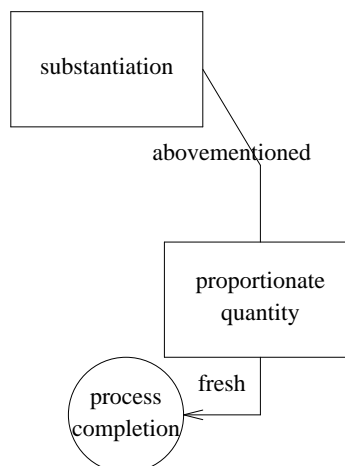 substantiation
abovementioned
proportionate
quantity
fresh
process
completion